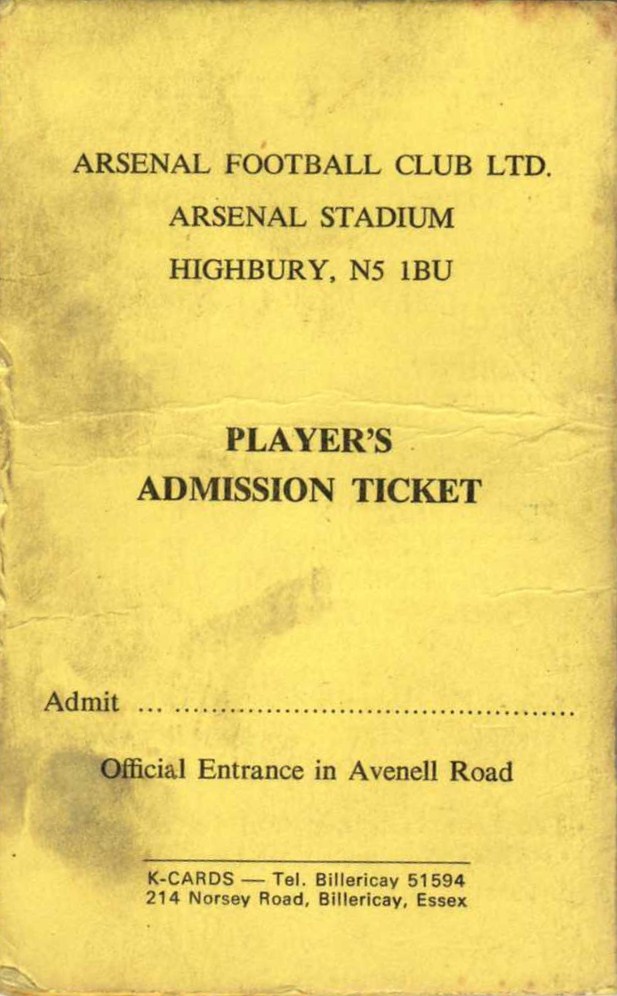 ARSENAL FOOTBALL CLUB LTD.
ARSENAL STADIUM
HIGHBURY, N5 1BU
PLAYER'S
ADMISSION TICKET
Admit ... ............................................
Official Entrance in Avenell Road
K-CARDS — Tel. Billericay 51594
214 Norsey Road, Billericay, Essex